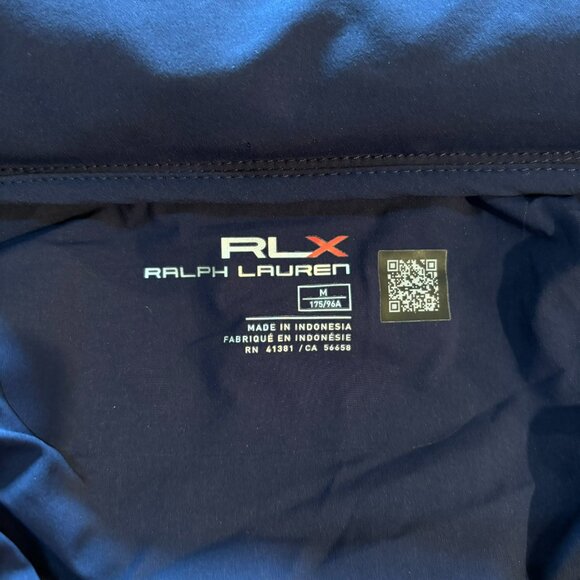 RLX
RALPH LAUREN
M
175/96A
MADE IN INDONESIA
FABRIQUÉ EN INDONÉSIE
RN 41381 / CA 56658